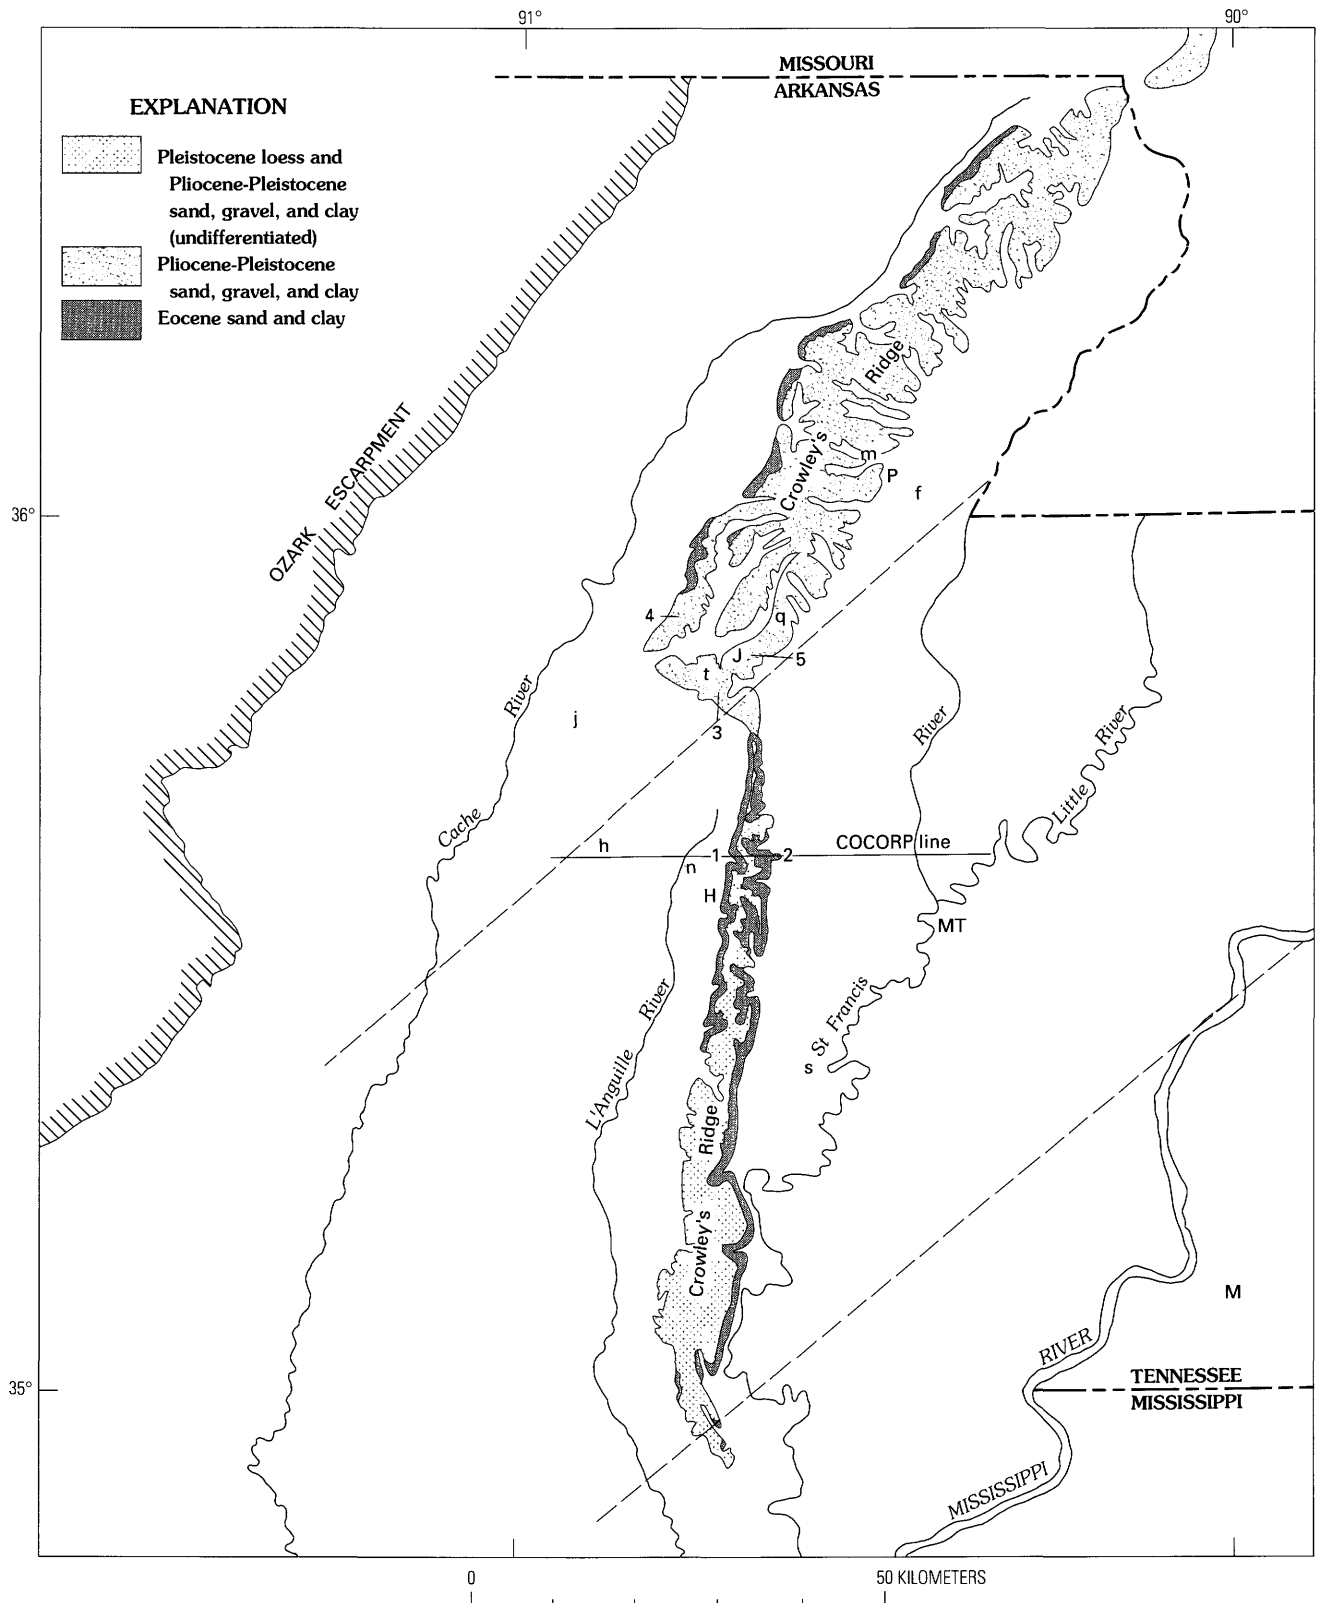 91°
90°
MISSOURI
ARKANSAS
EXPLANATION
Pleistocene loess and
Pliocene-Pleistocene
sand, gravel, and clay
(undifferentiated)
Pliocene-Pleistocene
sand, gravel, and clay
Eocene sand and clay
Ridge
Crowley's
OZARK ESCARPMENT
m
P
f
36°
4
q
J
5
t
River
j
3
River
River
Little
Cache
h
1
2
COCORP line
n
H
MT
River
St Francis
s
L'Anguille
Ridge
Crowley's
M
RIVER
35°
TENNESSEE
MISSISSIPPI
MISSISSIPPI
0
50 KILOMETERS